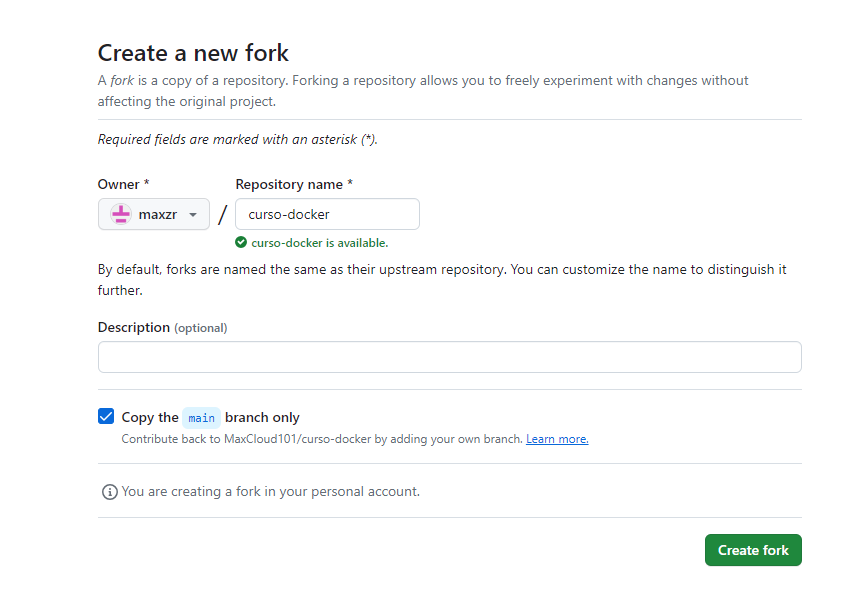 Create a new fork
A fork is a copy of a repository. Forking a repository allows you to freely experiment with changes without
affecting the original project.
Required fields are marked with an asterisk (*).
Owner *
Repository name *
maxzr
/
curso-docker
curso-docker is available.
By default, forks are named the same as their upstream repository. You can customize the name to distinguish it
further.
Description (optional)
Copy the main branch only
Contribute back to MaxCloud101/curso-docker by adding your own branch. Learn more.
You are creating a fork in your personal account.
Create fork